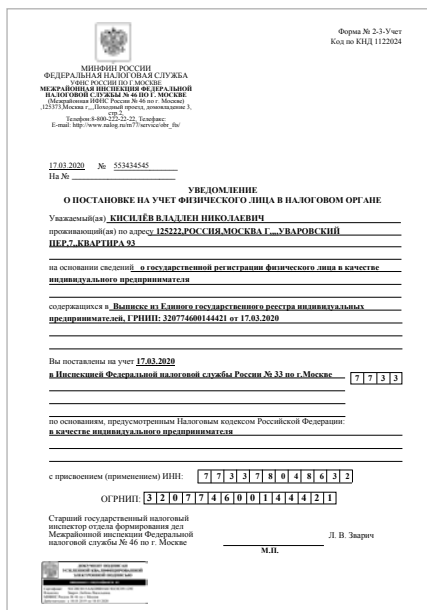 Форма № 2-3-Учет
Код по КНД 1122024
МИНФИН РОССИИ
ФЕДЕРАЛЬНАЯ НАЛОГОВАЯ СЛУЖБА
УФНС РОССИИ ПО Г.МОСКВЕ
МЕЖРАЙОННАЯ ИНСПЕКЦИЯ ФЕДЕРАЛЬНОЙ
НАЛОГОВОЙ СЛУЖБЫ № 46 ПО Г. МОСКВЕ
(Межрайонная ИФНС России № 46 по г. Москве)
,125373,Москва г,,,Походный проезд, домовладение 3,
стр.2,
Телефон:8-800-222-22-22, Телефакс:
E-mail: http://www.nalog.ru/rn77/service/obr_fts/
17.03.2020 № 553434545
На №
УВЕДОМЛЕНИЕ
О ПОСТАНОВКЕ НА УЧЕТ ФИЗИЧЕСКОГО ЛИЦА В НАЛОГОВОМ ОРГАНЕ
Уважаемый(ая) КИСИЛЁВ ВЛАДЛЕН НИКОЛАЕВИЧ
проживающий(ая) по адресу 125222,РОССИЯ,МОСКВА Г,,,,УВАРОВСКИЙ
ПЕР,7,,КВАРТИРА 93
на основании сведений о государственной регистрации физического лица в качестве
индивидуального предпринимателя
содержащихся в Выписке из Единого государственного реестра индивидуальных
предпринимателей, ГРНИП: 320774600144421 от 17.03.2020
Вы поставлены на учет 17.03.2020
в Инспекцией Федеральной налоговой службы России № 33 по г.Москве 7 7 3 3
по основаниям, предусмотренным Налоговым кодексом Российской Федерации:
в качестве индивидуального предпринимателя
с присвоением (применением) ИНН: 7 7 3 3 7 8 0 4 8 6 3 2
ОГРНИП: 3 2 0 7 7 4 6 0 0 1 4 4 4 2 1
Старший государственный налоговый
инспектор отдела формирования дел
Межрайонной инспекции Федеральной
налоговой службы № 46 по г. Москве
Л. В. Зварич
М.П.
ДОКУМЕНТ ПОДПИСАН
УСИЛЕННОЙ КВАЛИФИЦИРОВАННОЙ
ЭЛЕКТРОННОЙ ПОДПИСЬЮ